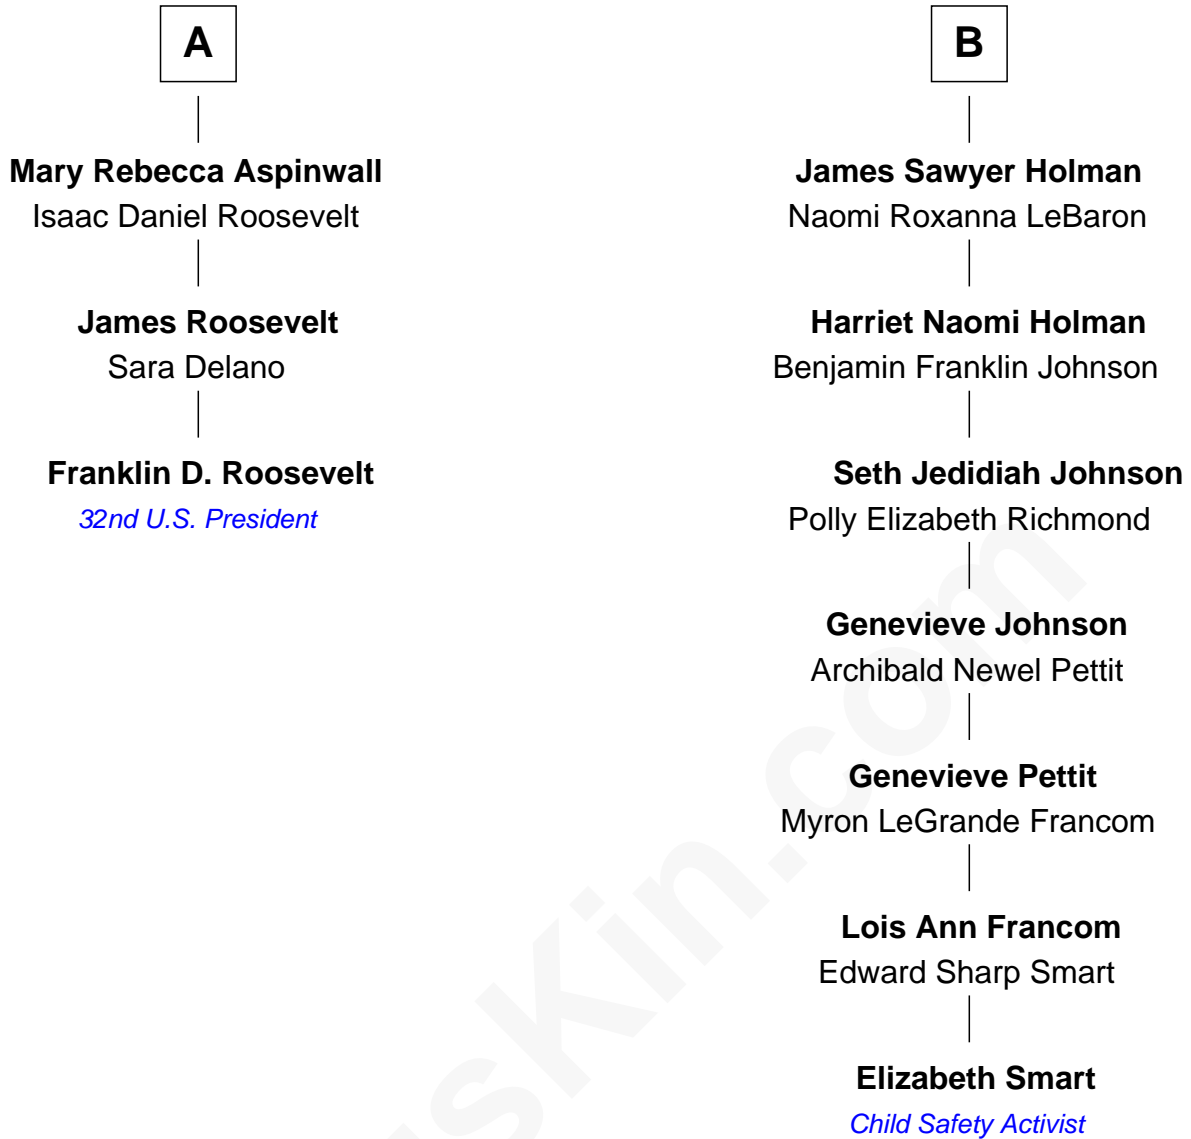 A
Mary Rebecca Aspinwall
Isaac Daniel Roosevelt
James Roosevelt
Sara Delano
Franklin D. Roosevelt
32nd U.S. President
B
James Sawyer Holman
Naomi Roxanna LeBaron
Harriet Naomi Holman
Benjamin Franklin Johnson
Seth Jedidiah Johnson
Polly Elizabeth Richmond
Genevieve Johnson
Archibald Newel Pettit
Genevieve Pettit
Myron LeGrande Francom
Lois Ann Francom
Edward Sharp Smart
Elizabeth Smart
Child Safety Activist
sKin.com